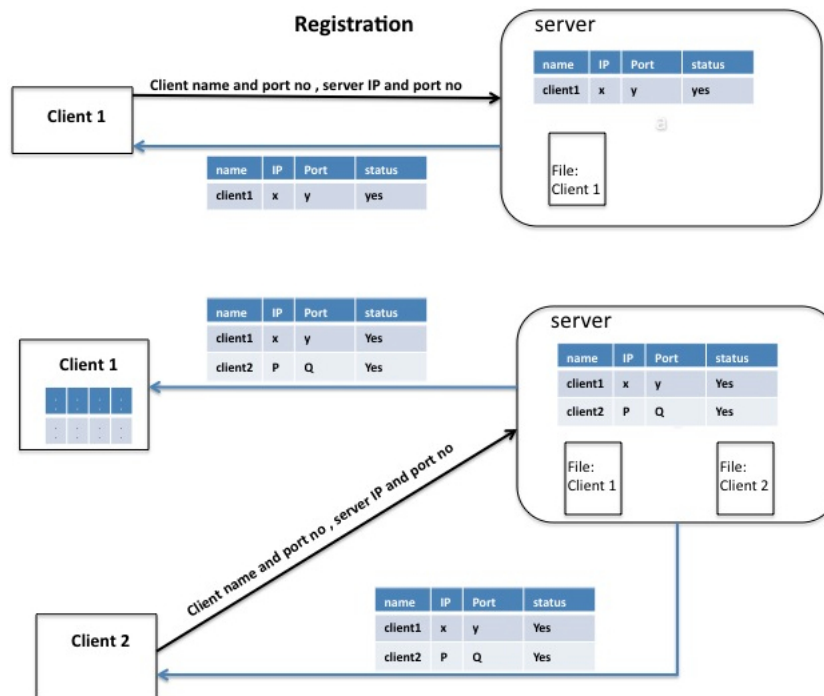 Registration
server
name IP Port status
client1 x y yes
Client name and port no , server IP and port no
Client 1
a
File:
Client 1
name IP Port status
client1 x y yes
server
name IP Port status
client1 x y Yes
client2 P Q Yes
Client 1
name IP Port status
client1 x y Yes
client2 P Q Yes
File:
Client 1
File:
Client 2
Client name and port no , server IP and port no
Client 2
name IP Port status
client1 x y Yes
client2 P Q Yes